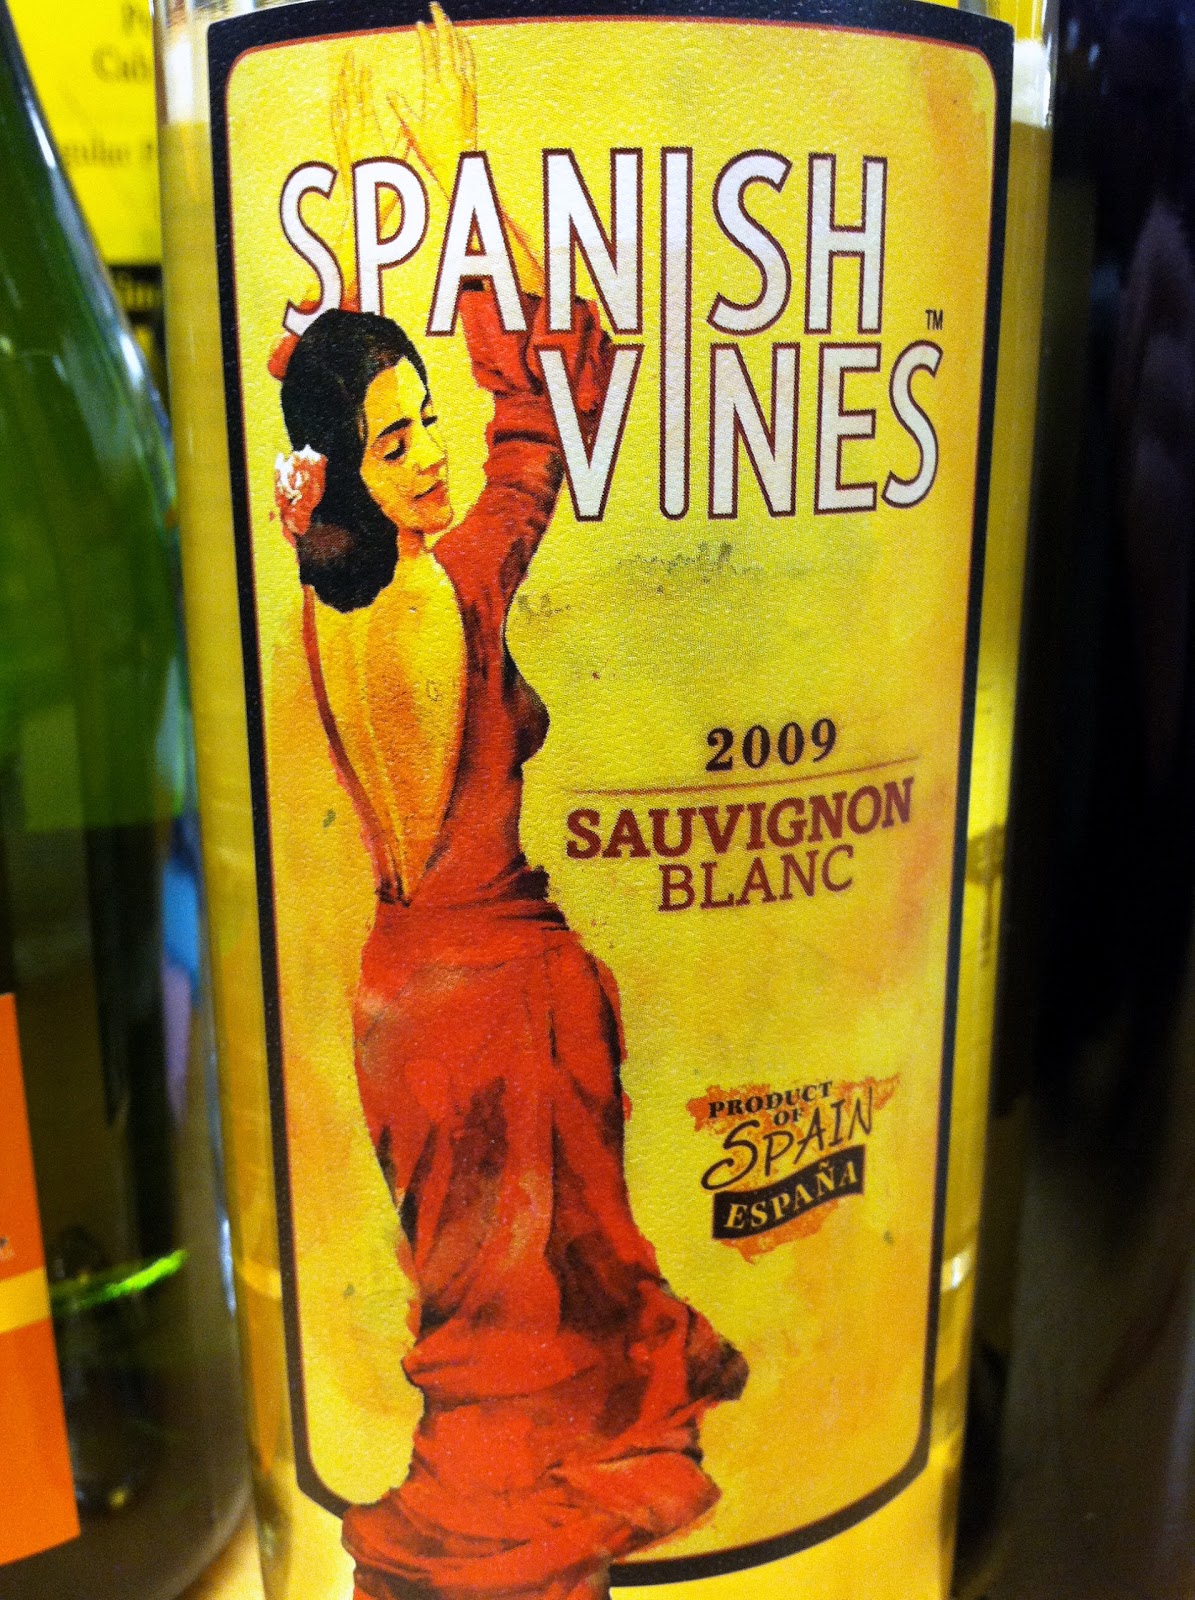 SPANISH
VINES
TM
2009
SAUVIGNON
BLANC
PRODUCT
OF
SPAIN
ESPAÑA